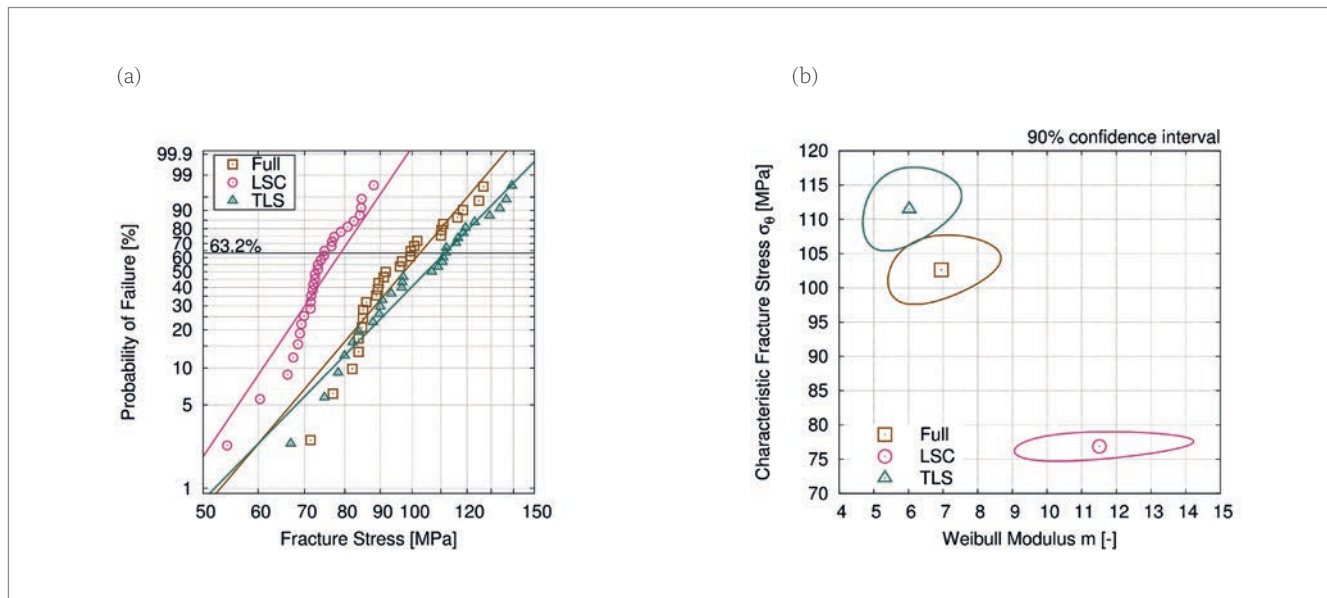 (a)
99.9
99
90
80
70
60
50
40
30
20
10
5
1
Probability of Failure [%]
Full
LSC
TLS
63.2%
50 60 70 80 90 100 110 150
Fracture Stress [MPa]
(b)
90% confidence interval
120
115
110
105
100
95
90
85
80
75
70
Characteristic Fracture Stress σθ [MPa]
Full
LSC
TLS
4 5 6 7 8 9 10 11 12 13 14 15
Weibull Modulus m [-]